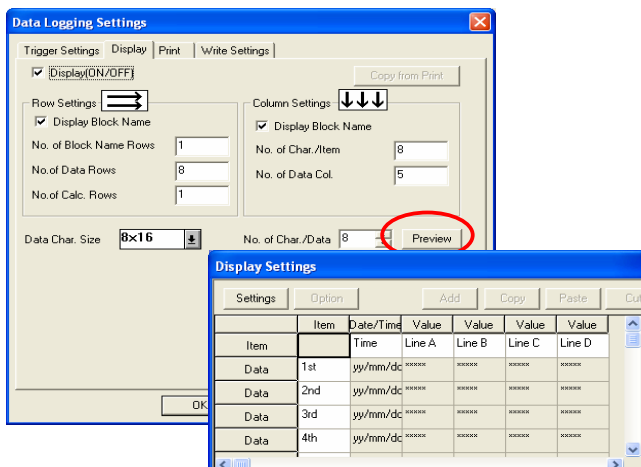 Data Logging Settings
Trigger Settings Display Print Write Settings
Display(ON/OFF) Copy from Print
Row Settings Column Settings
Display Block Name Display Block Name
No. of Block Name Rows 1 No. of Char./Item 8
No.of Data Rows 8 No. of Data Col. 5
No.of Calc. Rows 1
Data Char. Size 8×16 No. of Char./Data 8 Preview
OK
Display Settings
Settings Option Add Copy Paste Cut
Item Date/Time Value Value Value Value
Item Time Line A Line B Line C Line D
Data 1st yy/mm/dd ***** ***** ***** *****
Data 2nd yy/mm/dd ***** ***** ***** *****
Data 3rd yy/mm/dd ***** ***** ***** *****
Data 4th yy/mm/dd ***** ***** ***** *****